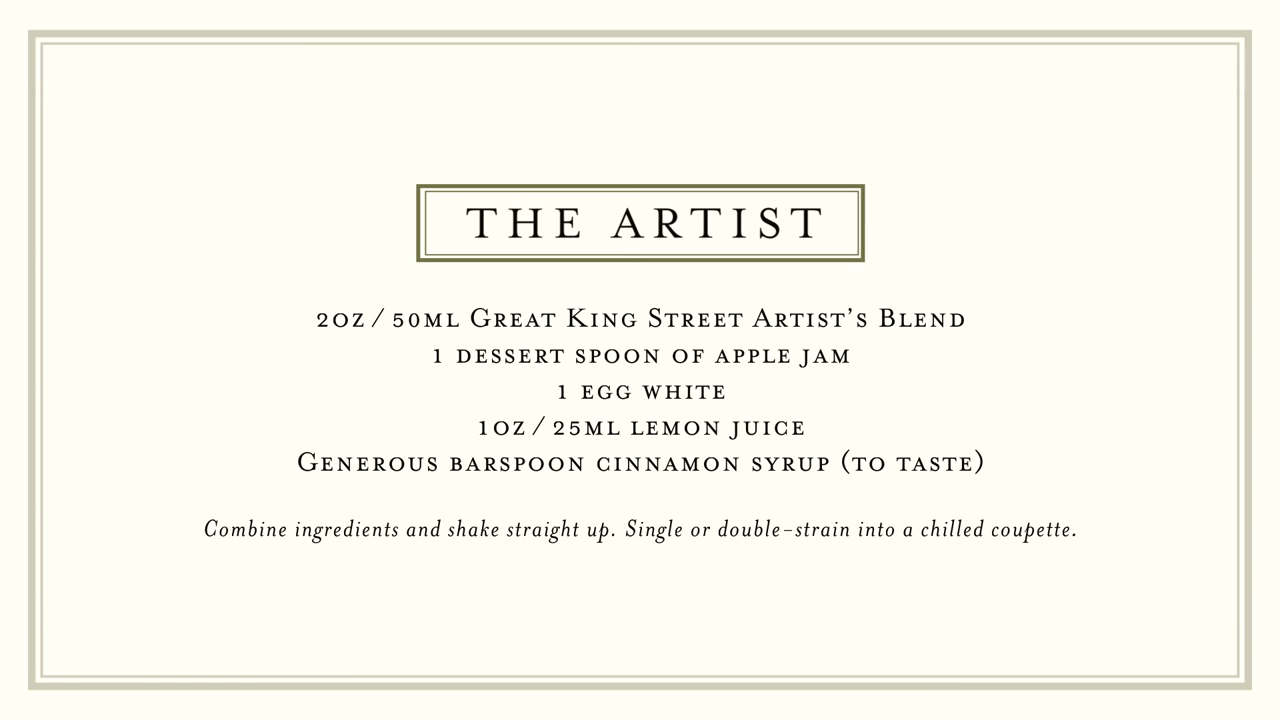 THE ARTIST
2oz / 50ml Great King Street Artist’s Blend
1 dessert spoon of apple jam
1 egg white
1oz / 25ml lemon juice
Generous barspoon cinnamon syrup (to taste)
Combine ingredients and shake straight up. Single or double-strain into a chilled coupette.